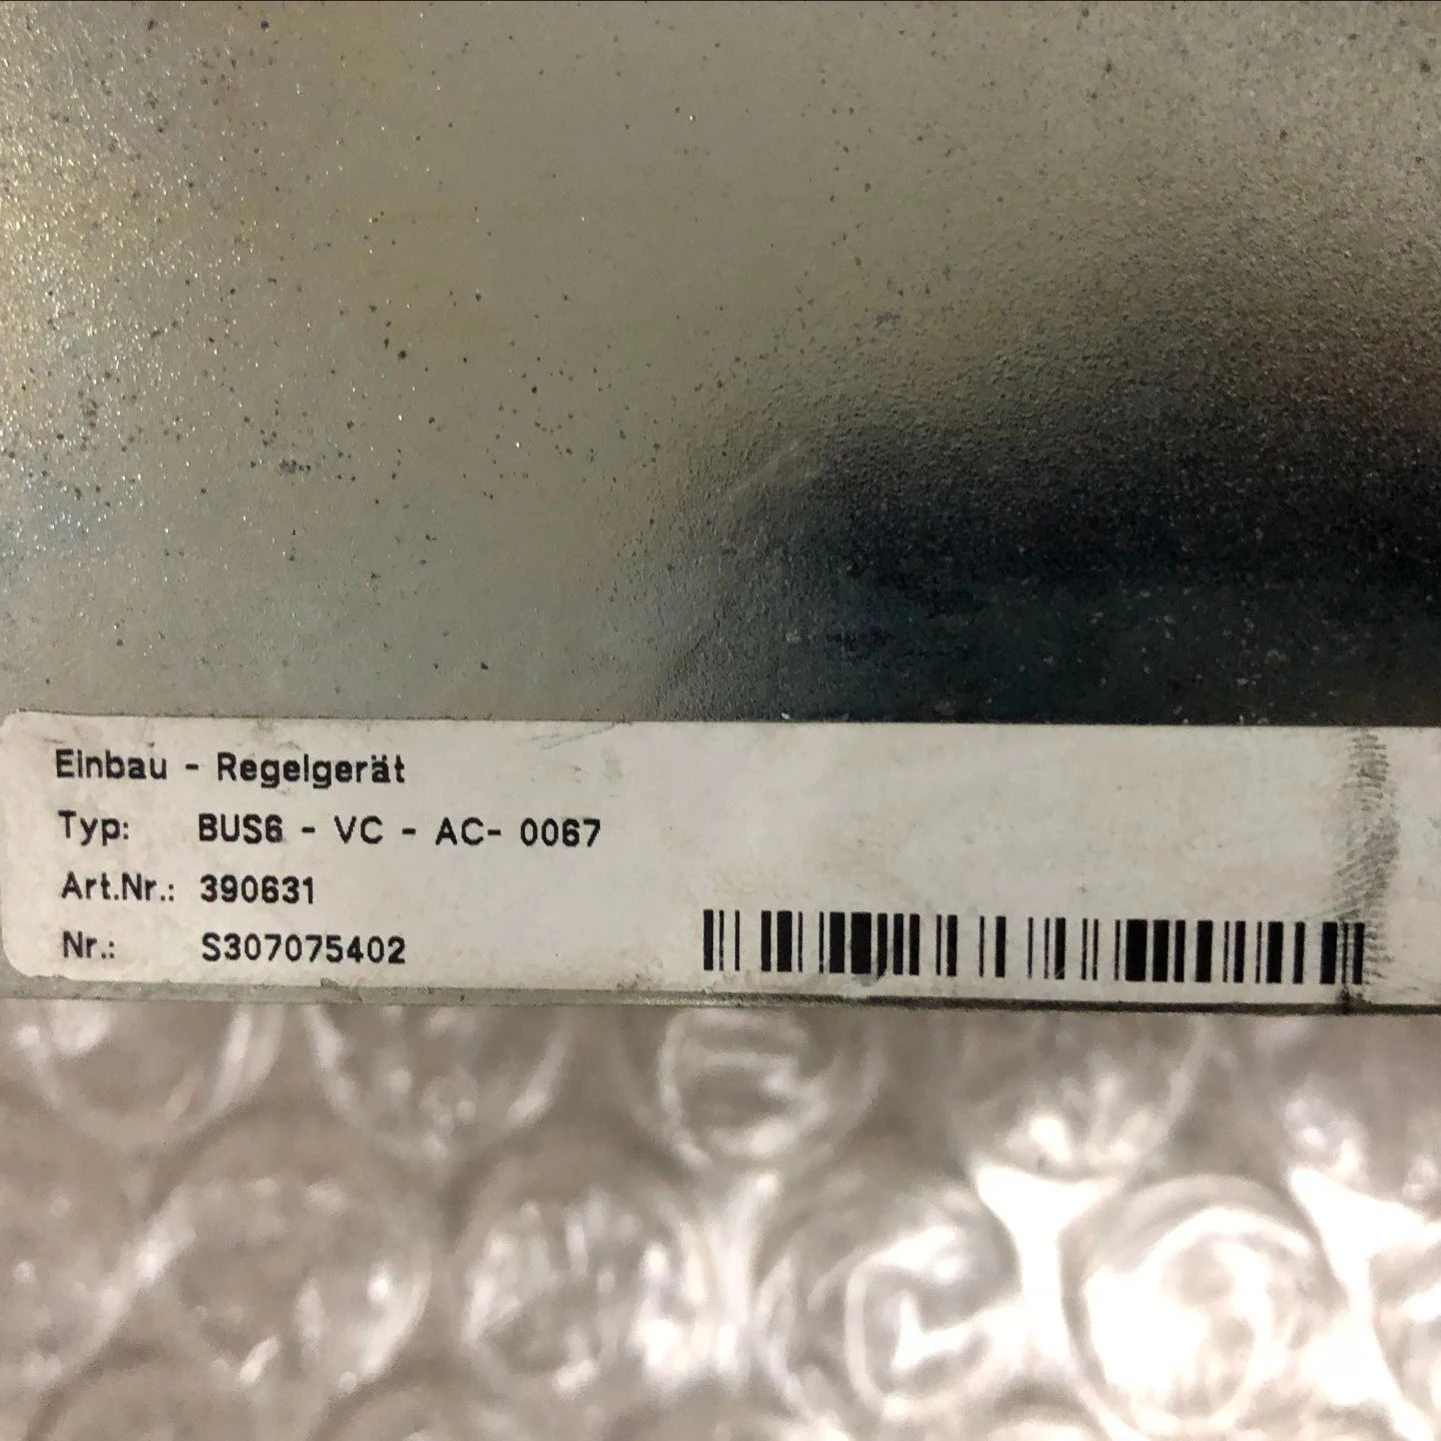 Einbau - Regelgerät
Typ: BUS6 - VC - AC- 0067
Art.Nr.: 390631
Nr.: S307075402